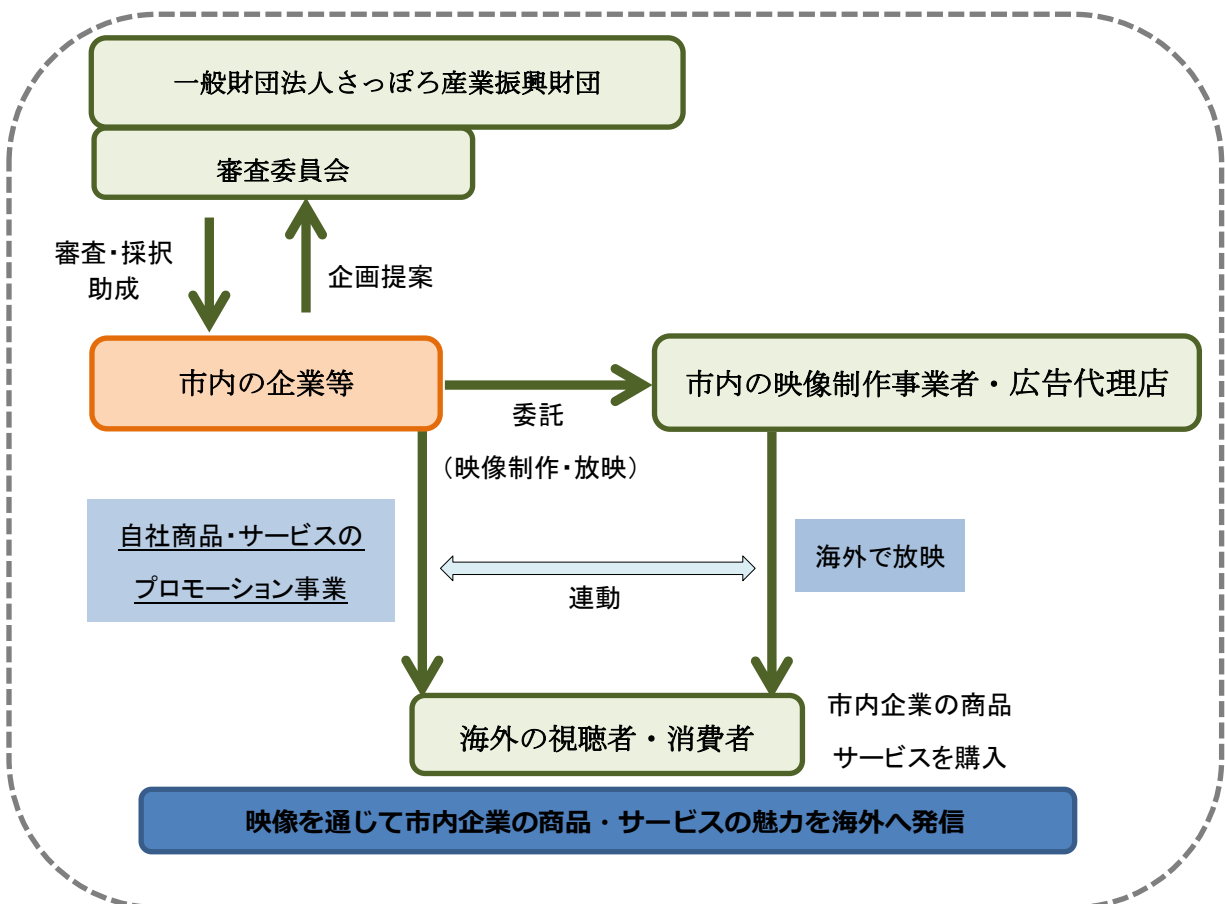 一般財団法人さっぽろ産業振興財団
審査委員会
審査・採択
助成
企画提案
市内の企業等
市内の映像制作事業者・広告代理店
委託
（映像制作・放映）
自社商品・サービスの
プロモーション事業
海外で放映
連動
海外の視聴者・消費者
市内企業の商品
サービスを購入
映像を通じて市内企業の商品・サービスの魅力を海外へ発信